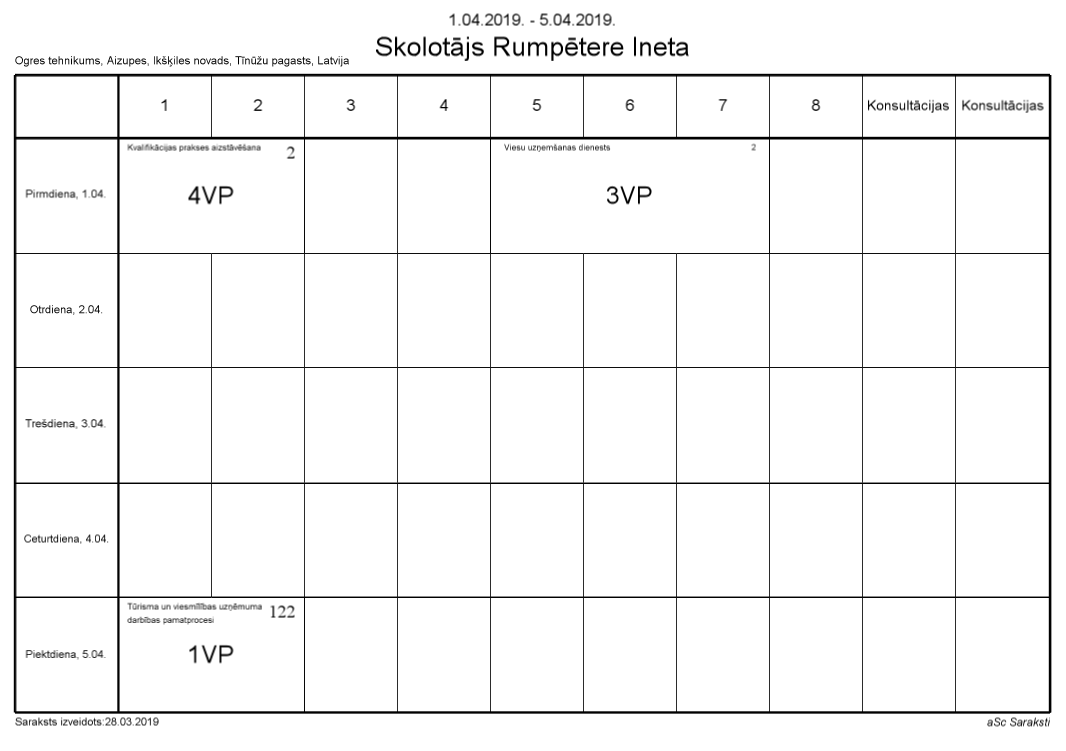 1.04.2019. - 5.04.2019.
Skolotājs Rumpētere Ineta
Ogres tehnikums, Aizupes, Ikšķiles novads, Tīnūžu pagasts, Latvija
1 2 3 4 5 6 7 8 Konsultācijas Konsultācijas
Pirmdiena, 1.04.
Kvalifikācijas prakses aizstāvēšana 2
4VP
Viesu uzņemšanas dienests 2
3VP
Otrdiena, 2.04.
Trešdiena, 3.04.
Ceturtdiena, 4.04.
Piektdiena, 5.04.
Tūrisma un viesmīlības uzņēmuma 122
darbības pamatprocesi
1VP
Saraksts izveidots:28.03.2019
aSc Saraksti